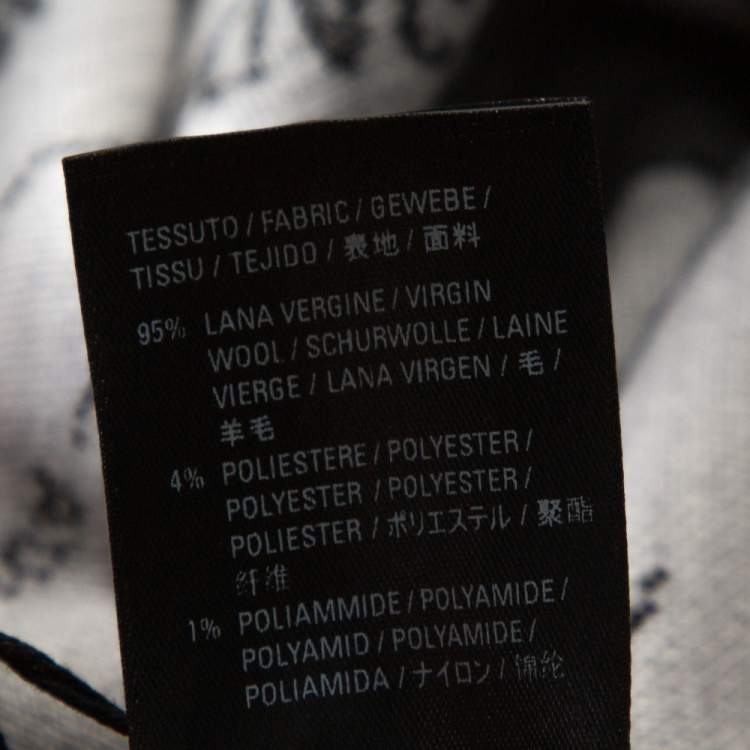 TESSUTO / FABRIC / GEWEBE /
TISSU / TEJIDO / 表地 / 面料
95% LANA VERGINE / VIRGIN
WOOL / SCHURWOLLE / LAINE
VIERGE / LANA VIRGEN / 毛 /
羊毛
4% POLIESTERE / POLYESTER /
POLYESTER / POLYESTER /
POLIESTER / ポリエステル / 聚酯
纤维
1% POLIAMMIDE / POLYAMIDE /
POLYAMID / POLYAMIDE /
POLIAMIDA / ナイロン / 锦纶